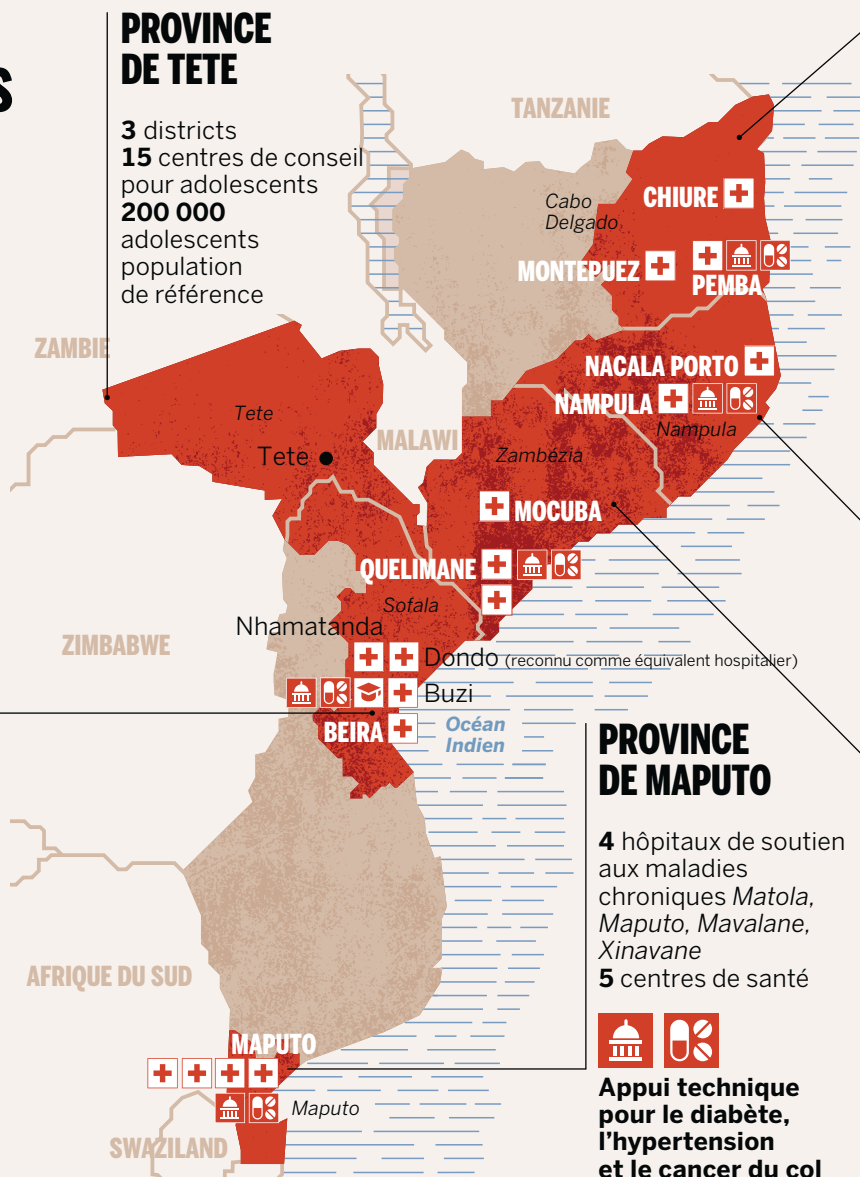 S
PROVINCE
DE TETE
3 districts
15 centres de conseil
pour adolescents
200 000
adolescents
population
de référence
TANZANIE
Cabo
Delgado
CHIURE
MONTEPUEZ
PEMBA
ZAMBIE
NACALA PORTO
NAMPULA
Nampula
Tete
Tete
MALAWI
Zambézia
MOCUBA
QUELIMANE
Sofala
Nhamatanda
ZIMBABWE
Dondo (reconnu comme équivalent hospitalier)
Buzi
BEIRA
Océan
Indien
PROVINCE
DE MAPUTO
4 hôpitaux de soutien
aux maladies
chroniques Matola,
Maputo, Mavalane,
Xinavane
5 centres de santé
AFRIQUE DU SUD
MAPUTO
Maputo
SWAZILAND
Appui technique
pour le diabète,
l'hypertension
et le cancer du col